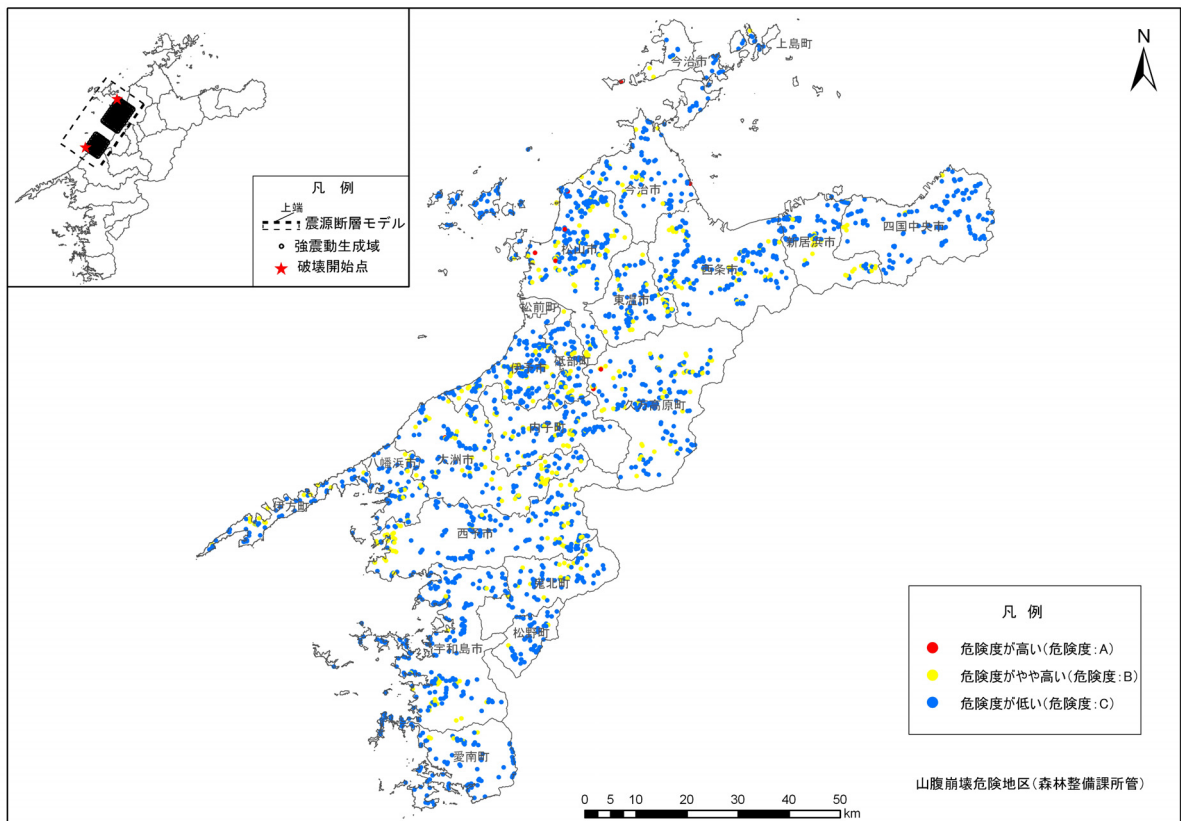 凡 例
上端
震源断層モデル
強震動生成域
破壊開始点
N
上島町
今治市
今治市
松山市
新居浜市
四国中央市
西条市
東温市
松前町
砥部町
伊予市
久万高原町
内子町
八幡浜市
大洲市
伊方町
西予市
鬼北町
松野町
宇和島市
愛南町
凡 例
危険度が高い(危険度:A)
危険度がやや高い(危険度:B)
危険度が低い(危険度:C)
山腹崩壊危険地区(森林整備課所管)
0 5 10 20 30 40 50
km